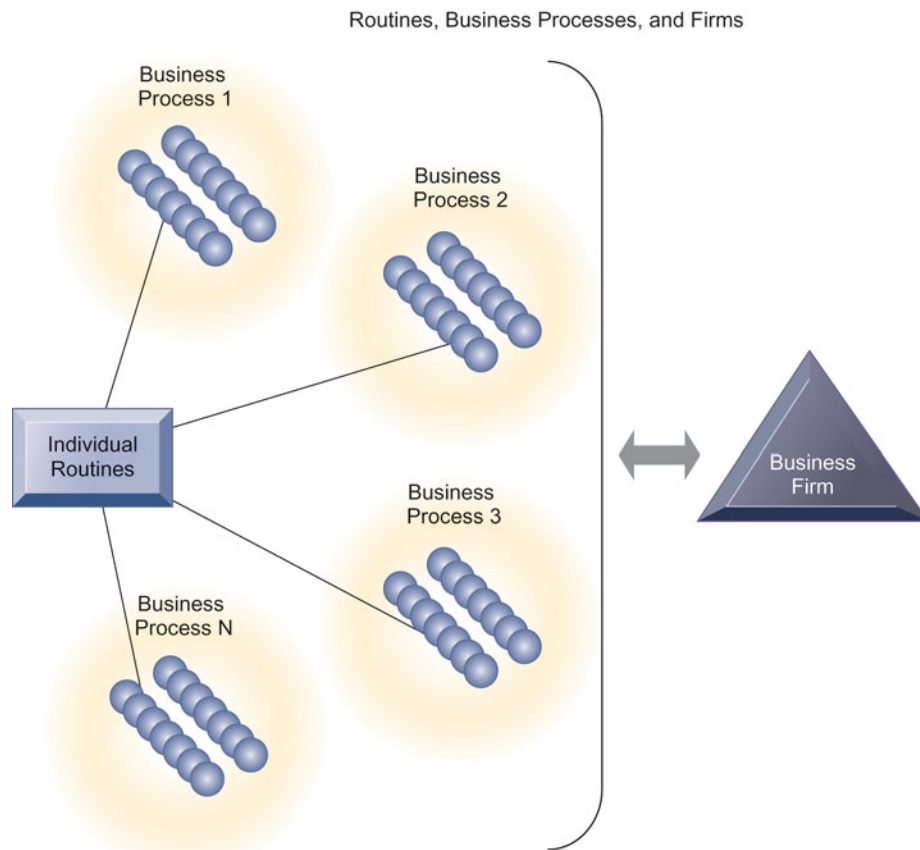 Routines, Business Processes, and Firms
Business
Process 1
Business
Process 2
Individual
Routines
Business
Process 3
Business
Process N
Business
Firm